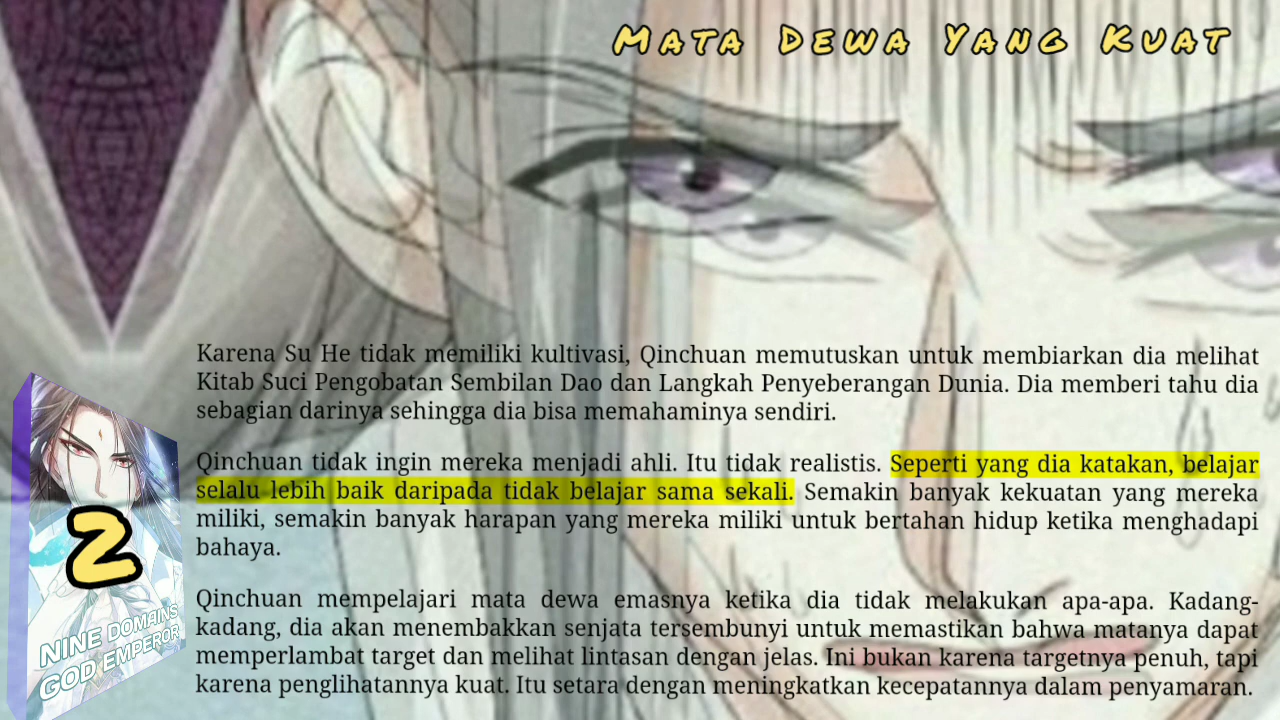 Mata Dewa Yang Kuat
Karena Su He tidak memiliki kultivasi, Qinchuan memutuskan untuk membiarkan dia melihat
Kitab Suci Pengobatan Sembilan Dao dan Langkah Penyeberangan Dunia. Dia memberi tahu dia
sebagian darinya sehingga dia bisa memahaminya sendiri.
Qinchuan tidak ingin mereka menjadi ahli. Itu tidak realistis. Seperti yang dia katakan, belajar
selalu lebih baik daripada tidak belajar sama sekali. Semakin banyak kekuatan yang mereka
miliki, semakin banyak harapan yang mereka miliki untuk bertahan hidup ketika menghadapi
bahaya.
Qinchuan mempelajari mata dewa emasnya ketika dia tidak melakukan apa-apa. Kadang-
kadang, dia akan menembakkan senjata tersembunyi untuk memastikan bahwa matanya dapat
memperlambat target dan melihat lintasan dengan jelas. Ini bukan karena targetnya penuh, tapi
karena penglihatannya kuat. Itu setara dengan meningkatkan kecepatannya dalam penyamaran.
2
NINE DOMAINS
GOD EMPEROR